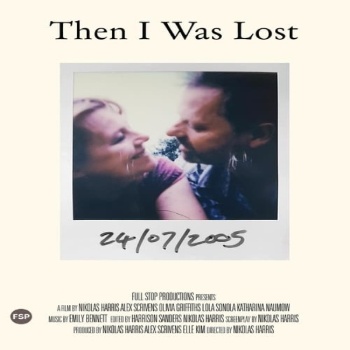 Then I Was Lost
24/07/2005
FULL STOP PRODUCTIONS PRESENTS
A FILM BY NIKOLAS HARRIS ALEX SCRIVENS OLIVIA GRIFFITHS LOLA SONOLA KATHARINA NAUMOW
MUSIC BY EMILY BENNETT EDITED BY HARRISON SANDERS NIKOLAS HARRIS SCREENPLAY BY NIKOLAS HARRIS
PRODUCED BY NIKOLAS HARRIS ALEX SCRIVENS ELLE KIM DIRECTED BY NIKOLAS HARRIS
FSP